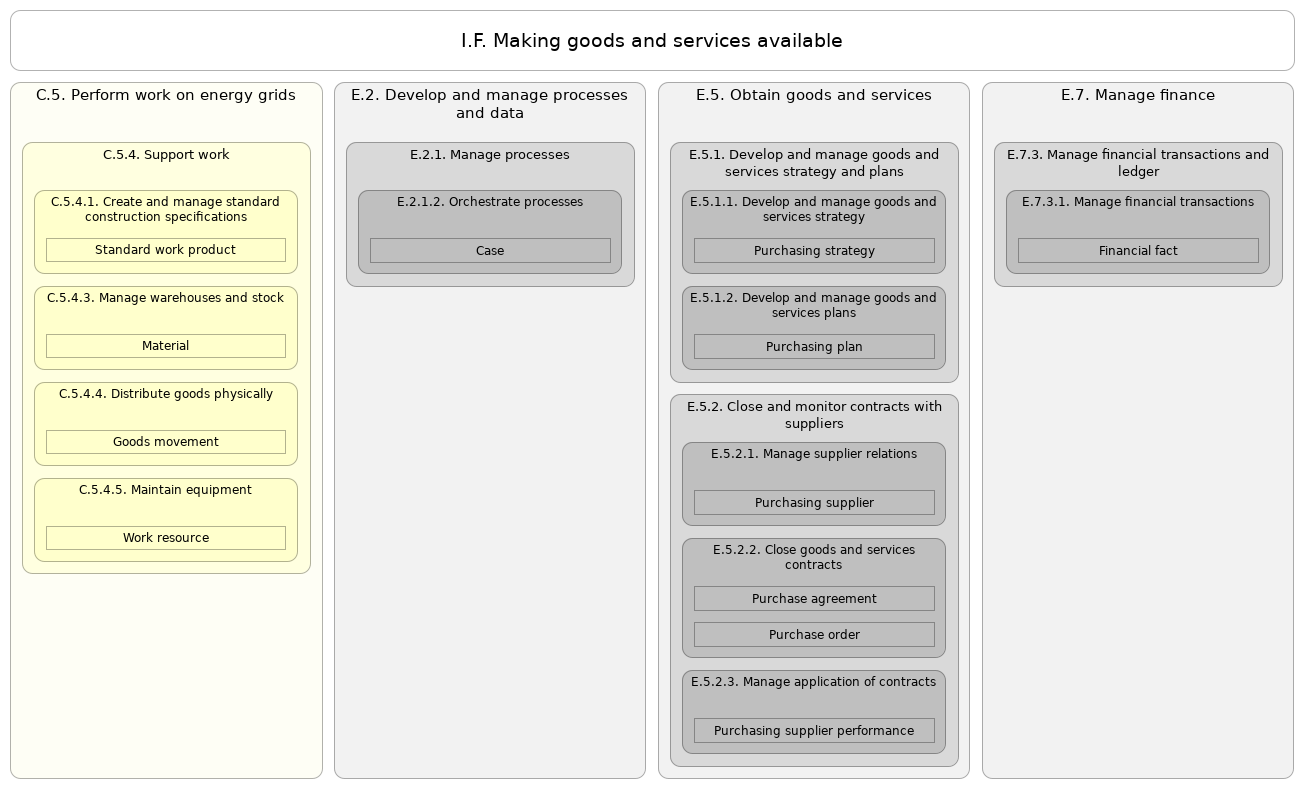 I.F. Making goods and services available
C.5. Perform work on energy grids
C.5.4. Support work
C.5.4.1. Create and manage standard
construction specifications
Standard work product
C.5.4.3. Manage warehouses and stock
Material
C.5.4.4. Distribute goods physically
Goods movement
C.5.4.5. Maintain equipment
Work resource
E.2. Develop and manage processes
and data
E.2.1. Manage processes
E.2.1.2. Orchestrate processes
Case
E.5. Obtain goods and services
E.5.1. Develop and manage goods and
services strategy and plans
E.5.1.1. Develop and manage goods and
services strategy
Purchasing strategy
E.5.1.2. Develop and manage goods and
services plans
Purchasing plan
E.5.2. Close and monitor contracts with
suppliers
E.5.2.1. Manage supplier relations
Purchasing supplier
E.5.2.2. Close goods and services
contracts
Purchase agreement
Purchase order
E.5.2.3. Manage application of contracts
Purchasing supplier performance
E.7. Manage finance
E.7.3. Manage financial transactions and
ledger
E.7.3.1. Manage financial transactions
Financial fact